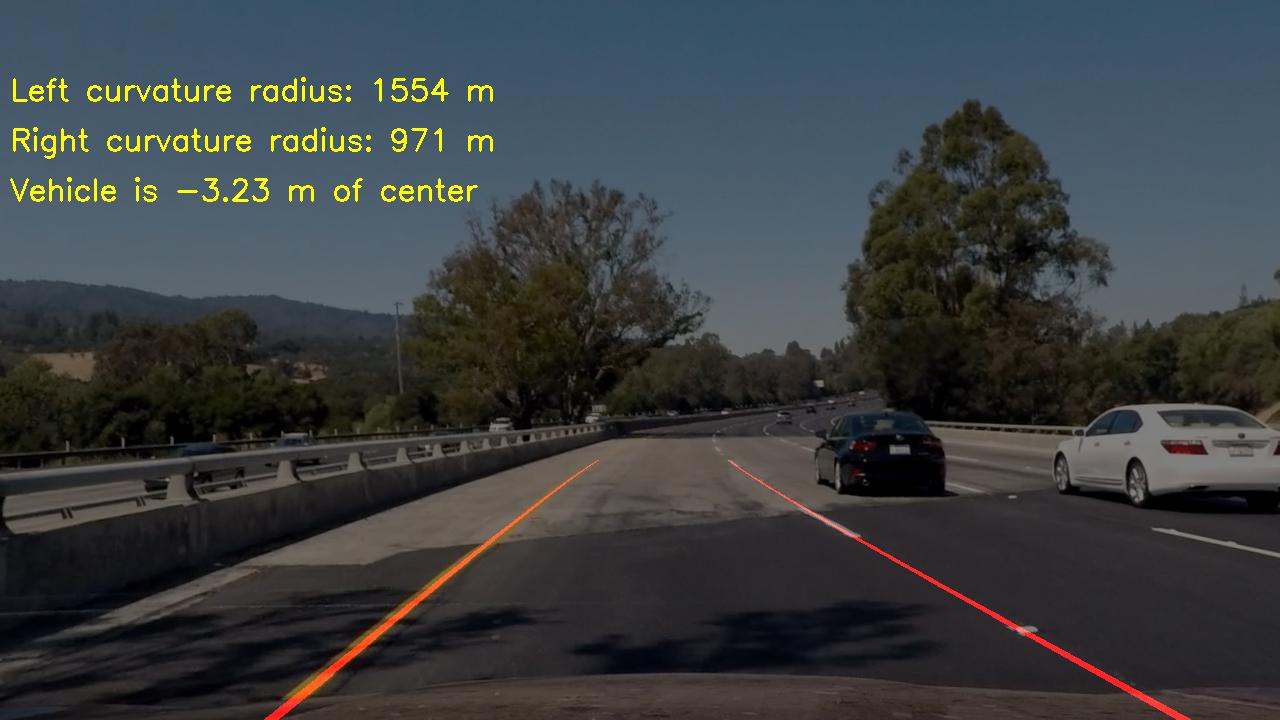 Left curvature radius: 1554 m
Right curvature radius: 971 m
Vehicle is -3.23 m of center